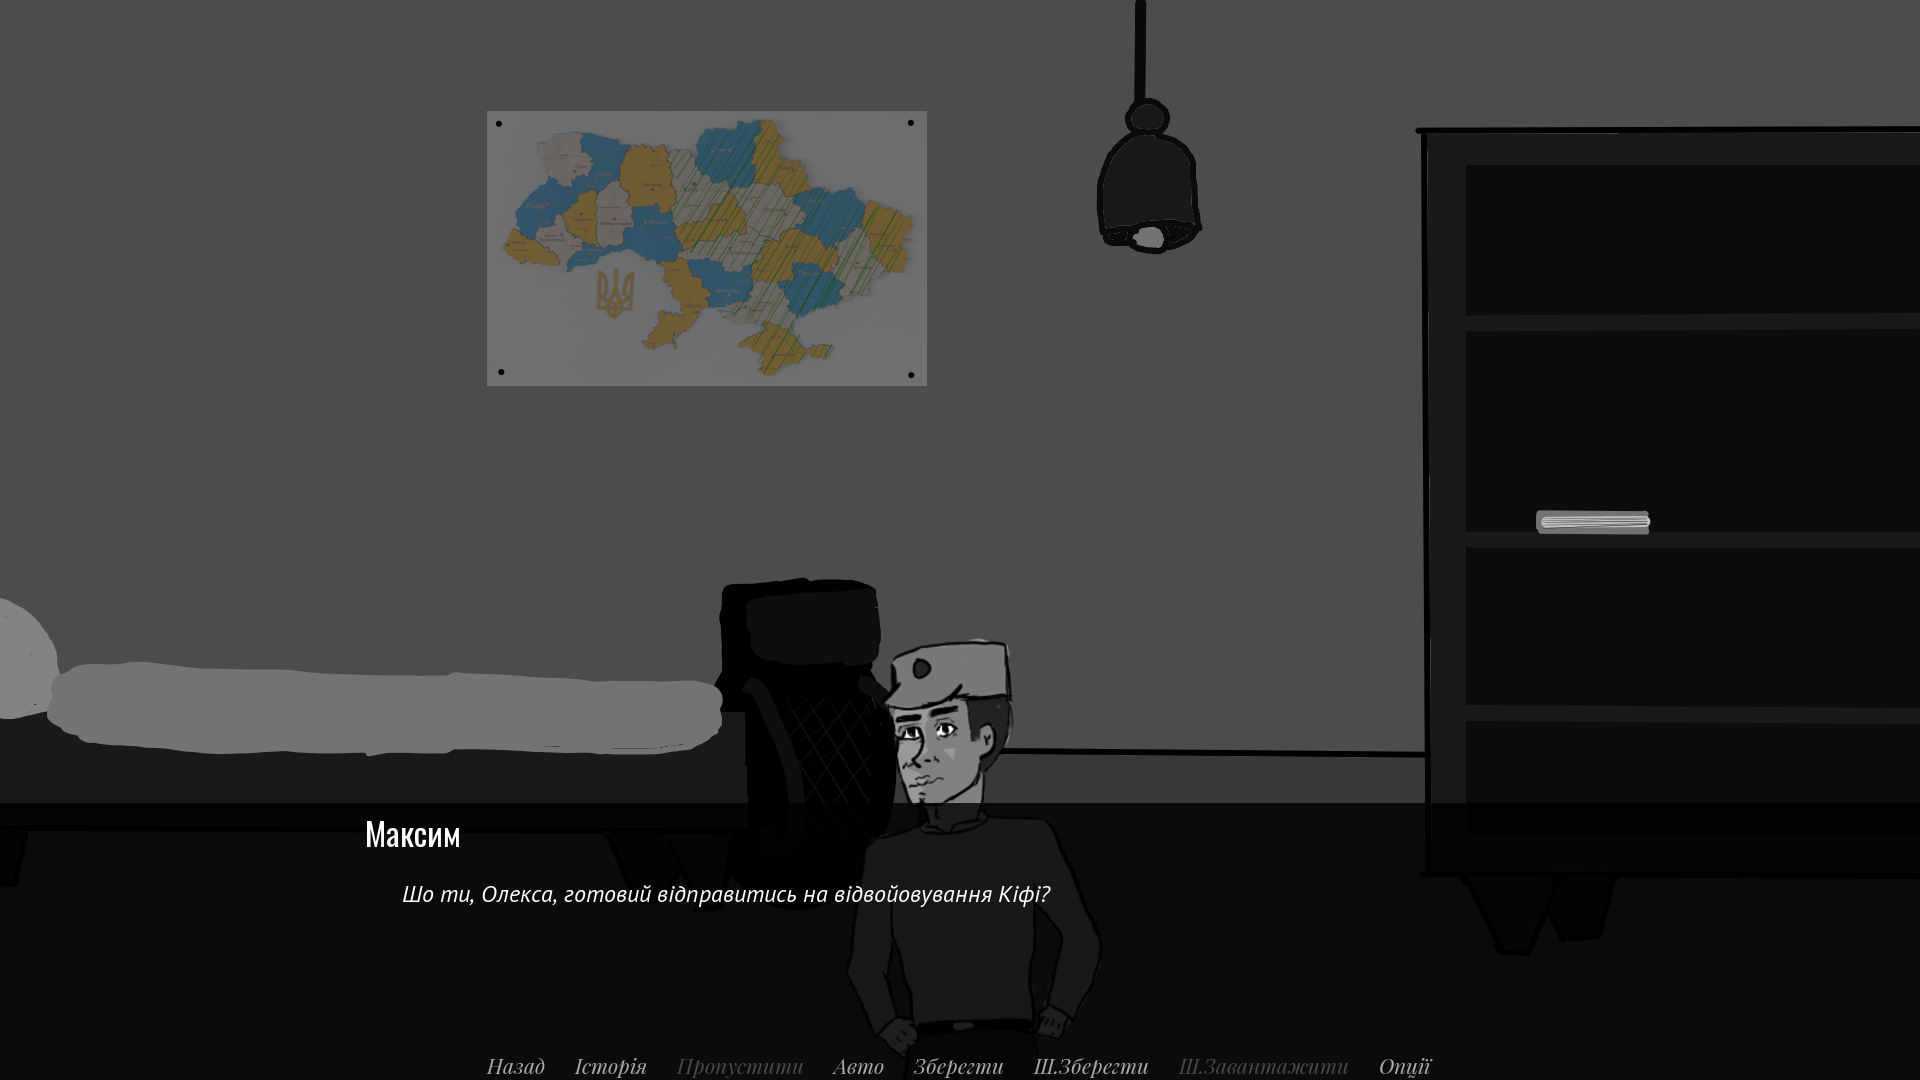 Максим
Шо ти, Олекса, готовий відправитись на відвойовування Кіфі?
Назад Історія Пропустити Авто Зберегти Ш.Зберегти Ш.Завантажити Опції